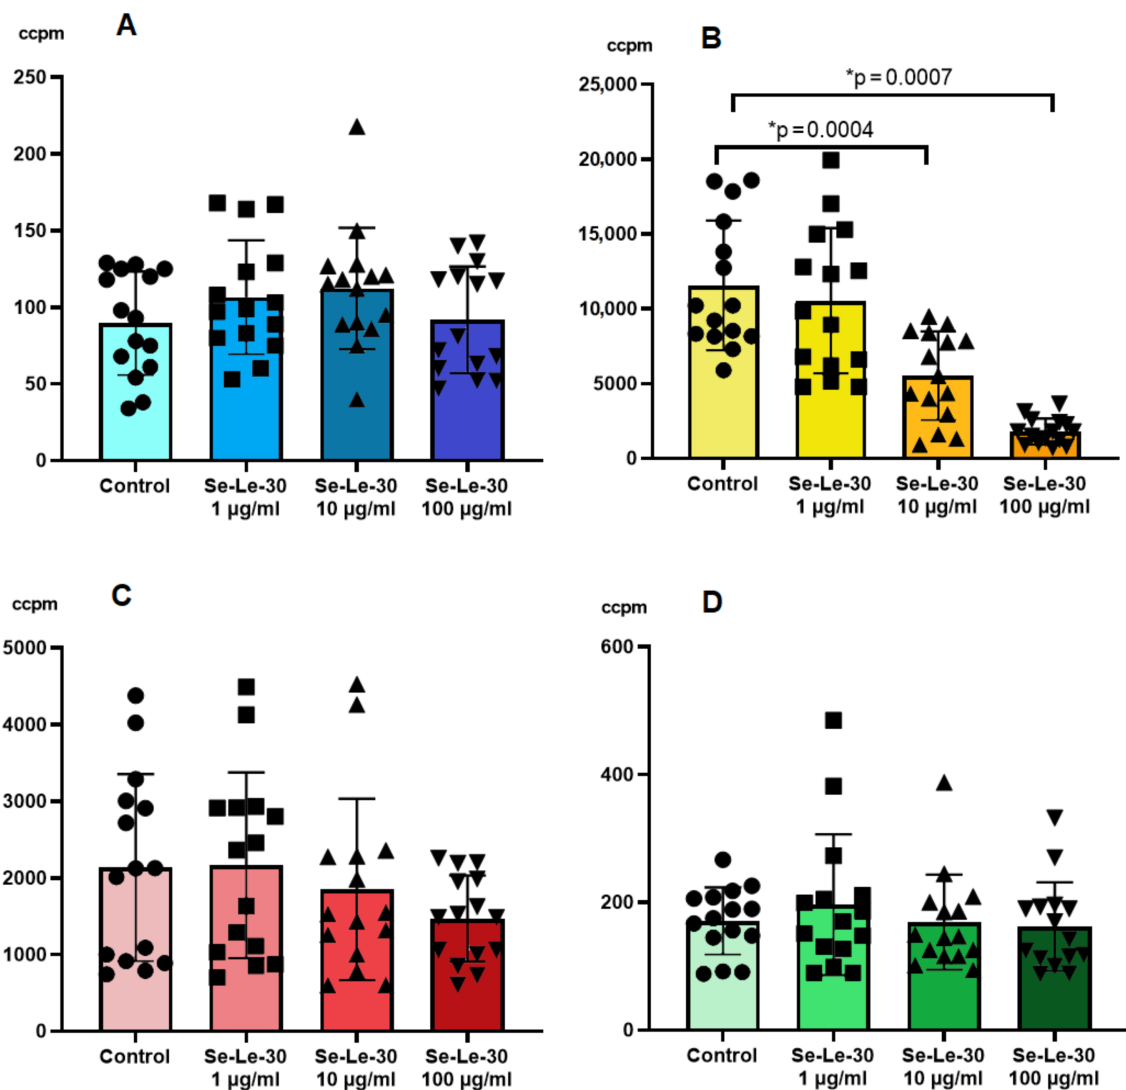 A
ccpm
250
200
150
100
50
0
Control
Se-Le-30
1 µg/ml
Se-Le-30
10 µg/ml
Se-Le-30
100 µg/ml
B
ccpm
25,000
20,000
15,000
10,000
5000
0
*p=0.0007
*p=0.0004
Control
Se-Le-30
1 µg/ml
Se-Le-30
10 µg/ml
Se-Le-30
100 µg/ml
C
ccpm
5000
4000
3000
2000
1000
0
Control
Se-Le-30
1 µg/ml
Se-Le-30
10 µg/ml
Se-Le-30
100 µg/ml
D
ccpm
600
400
200
0
Control
Se-Le-30
1 µg/ml
Se-Le-30
10 µg/ml
Se-Le-30
100 µg/ml